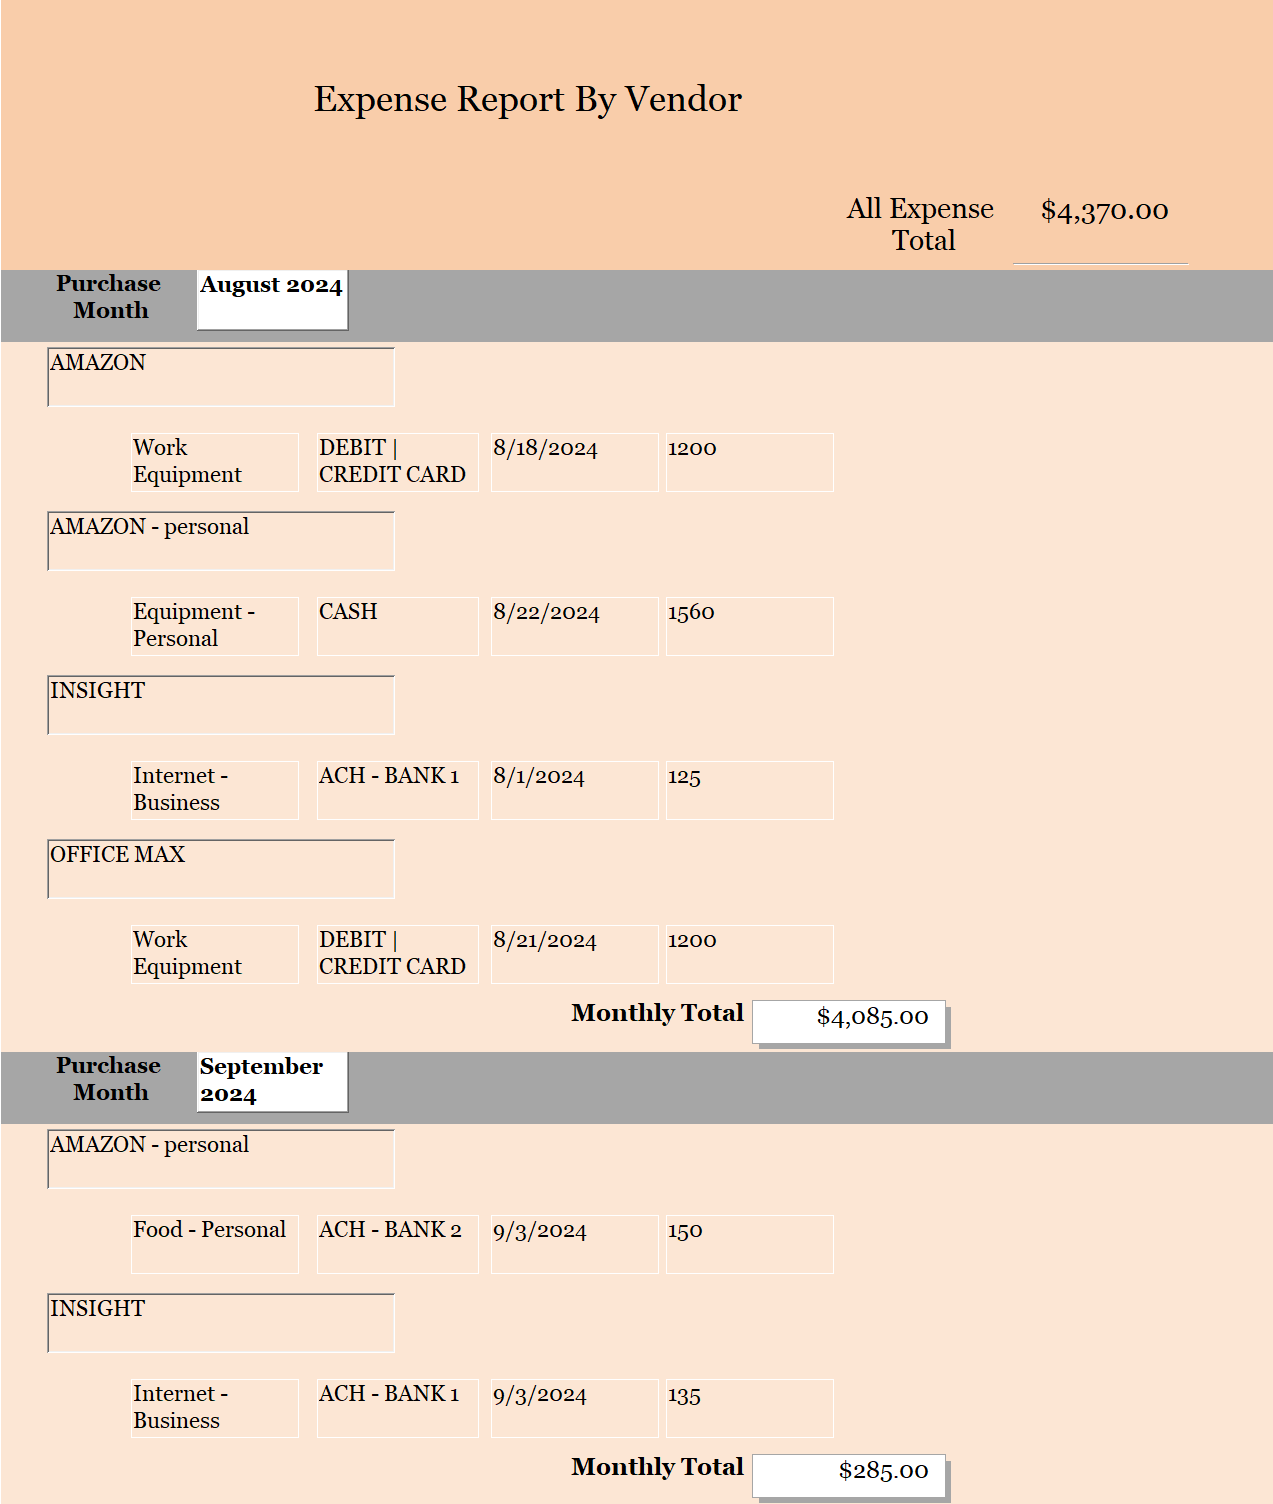 Expense Report By Vendor
All Expense $4,370.00
Total
Purchase August 2024
Month
AMAZON
Work DEBIT | 8/18/2024 1200
Equipment CREDIT CARD
AMAZON - personal
Equipment - CASH 8/22/2024 1560
Personal
INSIGHT
Internet - ACH - BANK 1 8/1/2024 125
Business
OFFICE MAX
Work DEBIT | 8/21/2024 1200
Equipment CREDIT CARD
Monthly Total $4,085.00
Purchase September
Month 2024
AMAZON - personal
Food - Personal ACH - BANK 2 9/3/2024 150
INSIGHT
Internet - ACH - BANK 1 9/3/2024 135
Business
Monthly Total $285.00